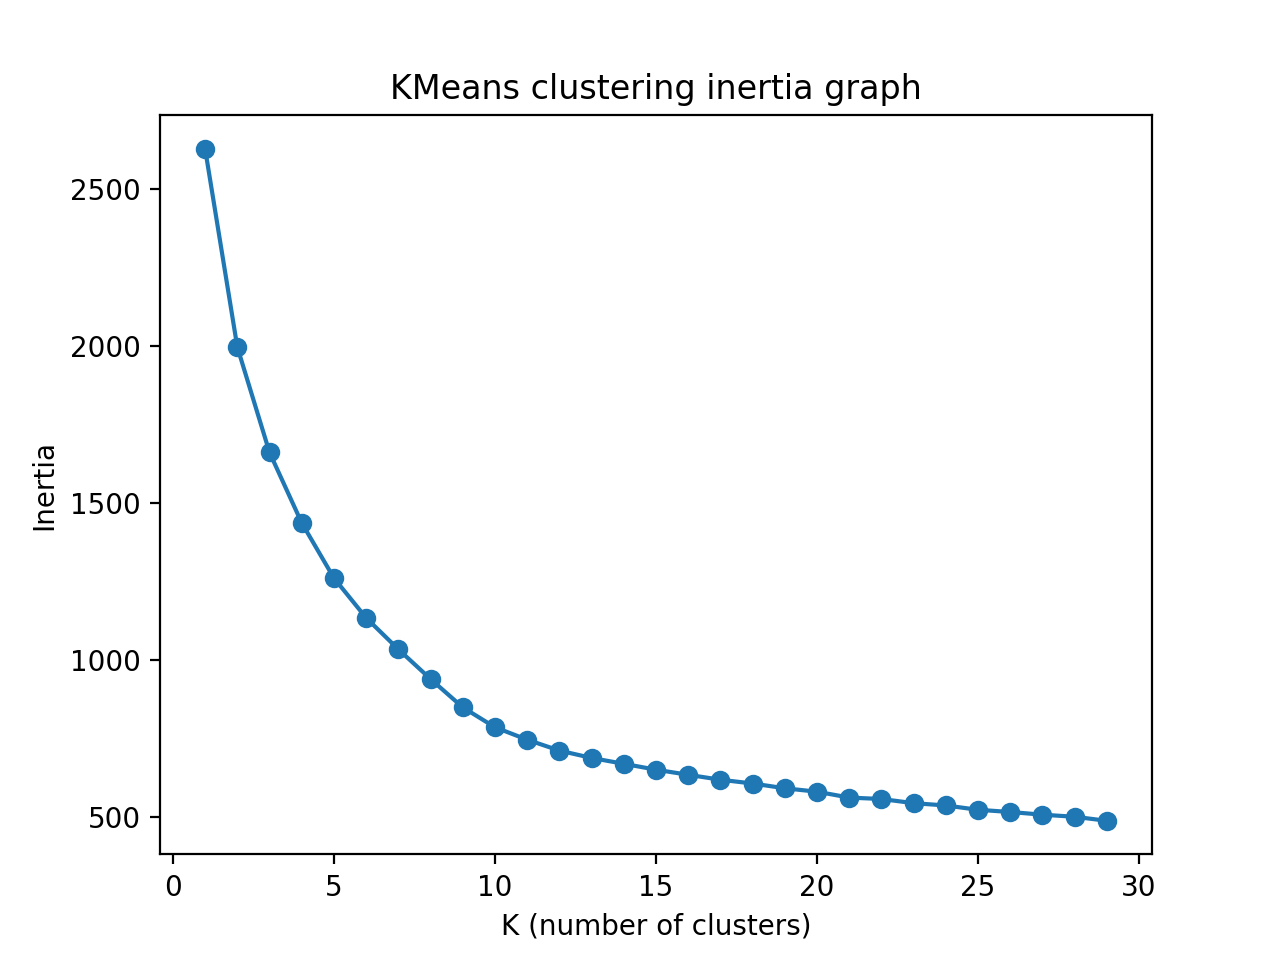 KMeans clustering inertia graph
2500
2000
1500
1000
500
Inertia
0 5 10 15 20 25 30
K (number of clusters)